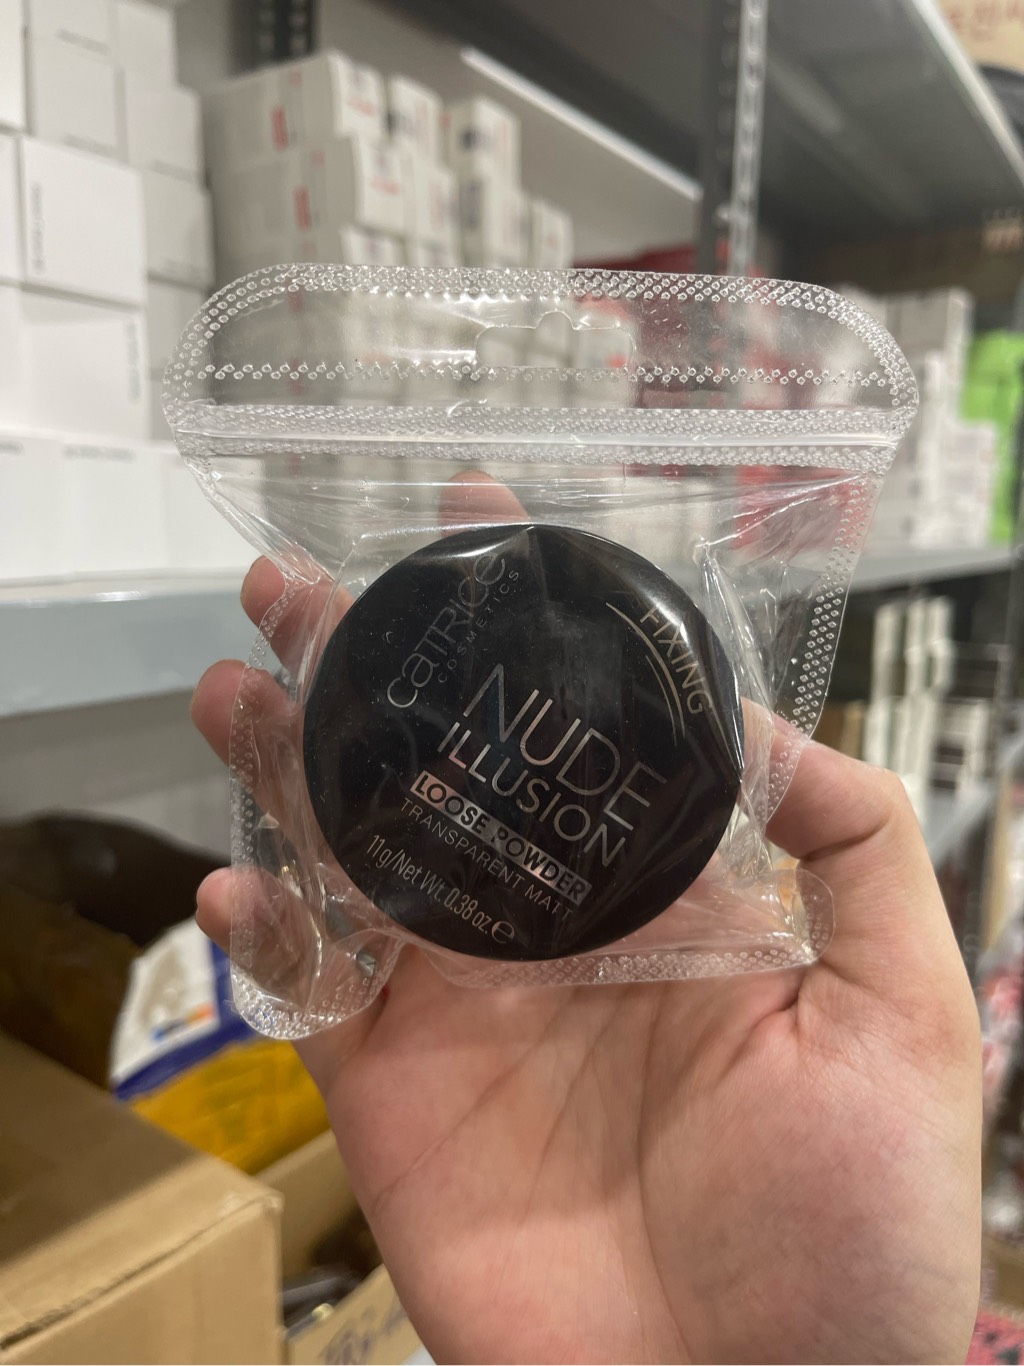 CATRICE
COSMETICS
FIXING
NUDE
ILLUSION
LOOSE POWDER
TRANSPARENT MATT
11g/Net Wt. 0.38 oz. ℮